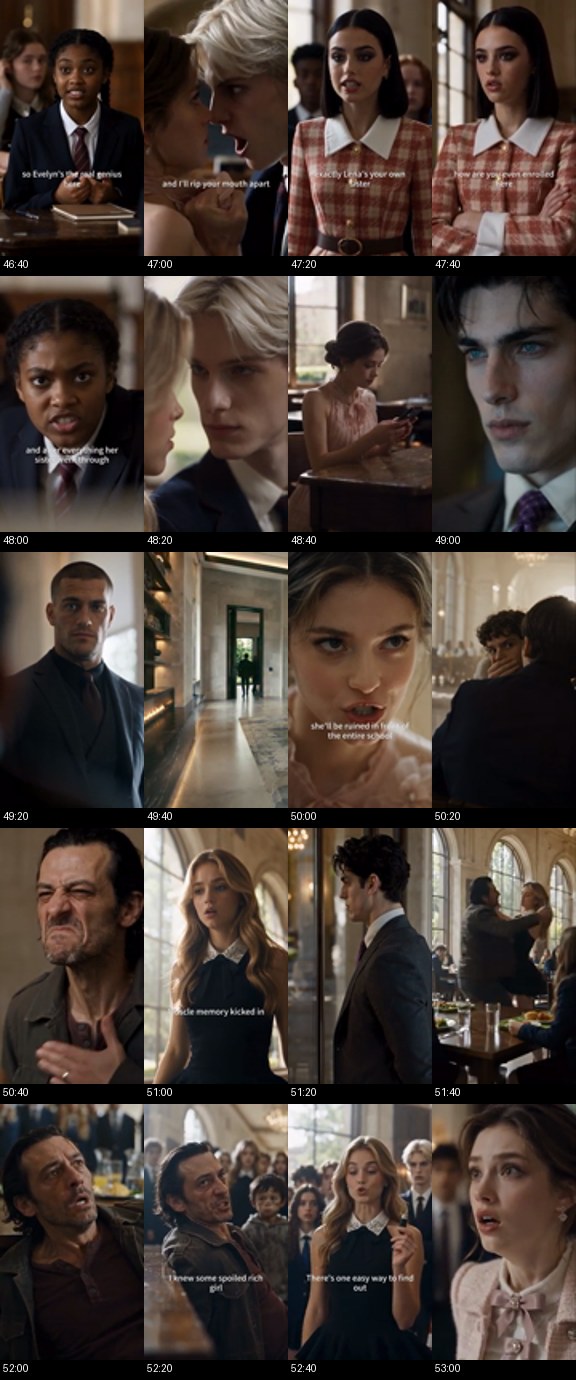 so Evelyn's the real genius
here
46:40
and I'll rip your mouth apart
47:00
exactly Lena's your own
sister
47:20
how are you even enrolled
here
47:40
and after everything her
sister went through
48:00
48:20
48:40
49:00
49:20
49:40
she'll be ruined in front of
the entire school
50:00
50:20
50:40
memory kicked in
51:00
51:20
51:40
52:00
I knew some spoiled rich
girl
52:20
There's one easy way to find
out
52:40
53:00